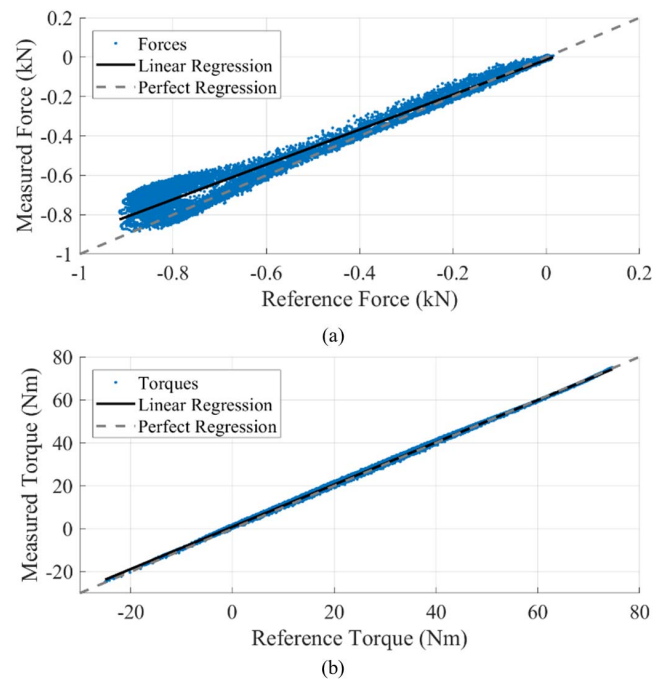 0.2
0
-0.2
-0.4
-0.6
-0.8
-1
Measured Force (kN)
Forces
Linear Regression
Perfect Regression
-1
-0.8
-0.6
-0.4
-0.2
0
0.2
Reference Force (kN)
(a)
80
60
40
20
0
-20
Measured Torque (Nm)
Torques
Linear Regression
Perfect Regression
-20
0
20
40
60
80
Reference Torque (Nm)
(b)